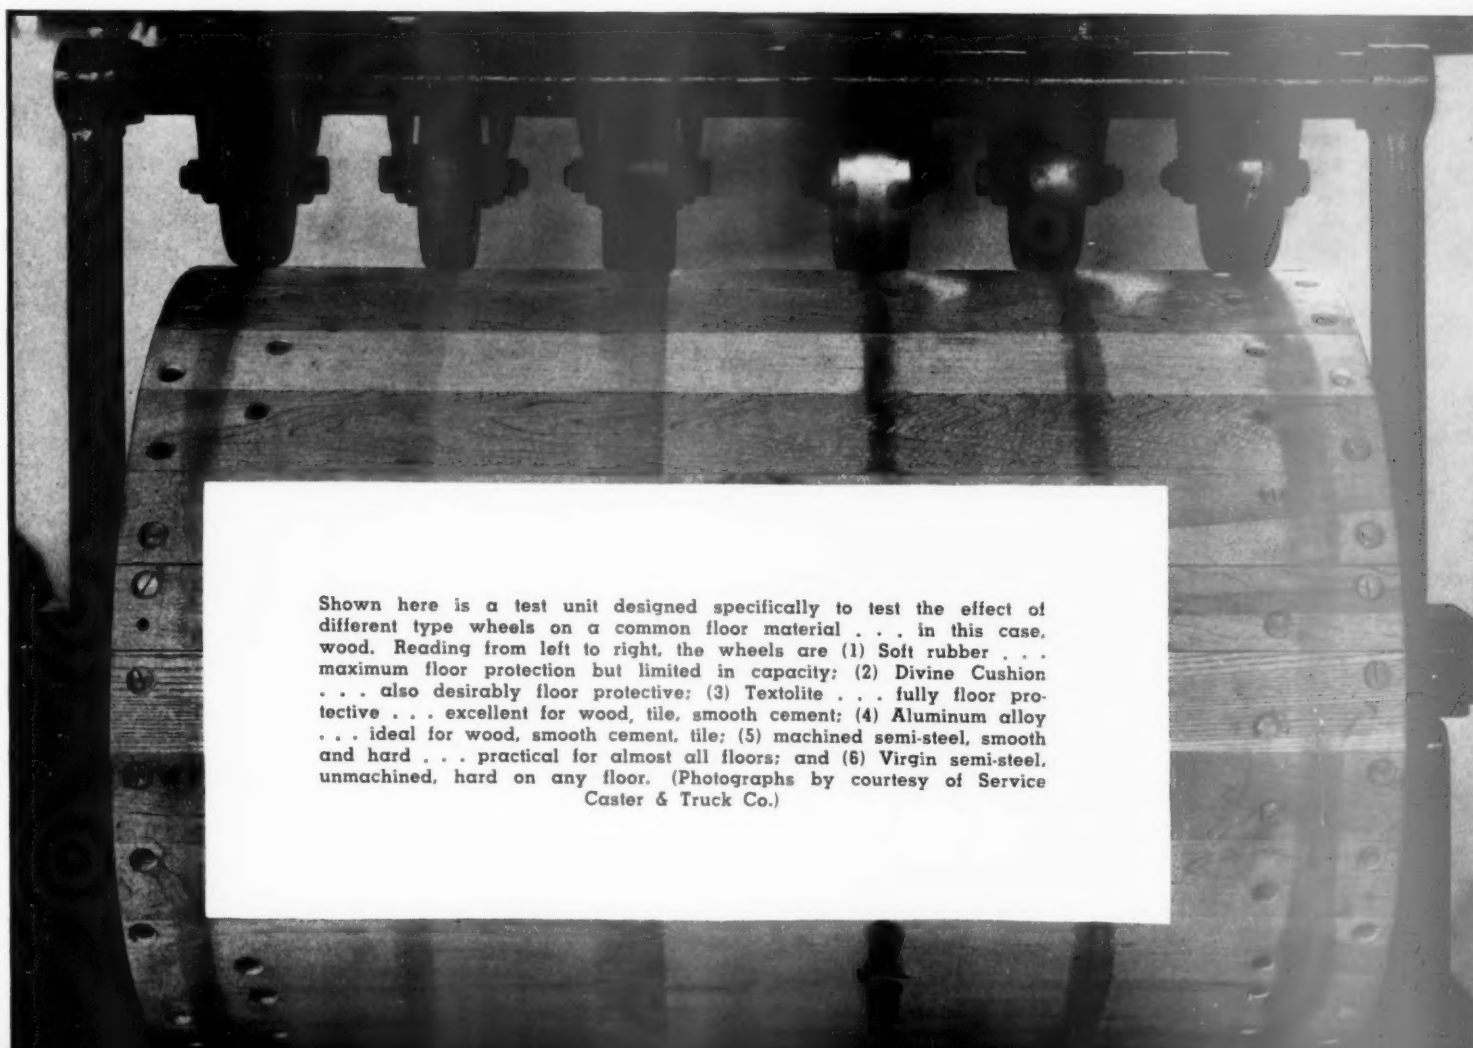 Shown here is a test unit designed specifically to test the effect of
different type wheels on a common floor material . . . in this case,
wood. Reading from left to right, the wheels are (1) Soft rubber . . .
maximum floor protection but limited in capacity; (2) Divine Cushion
. . . also desirably floor protective; (3) Textolite . . . fully floor pro-
tective . . . excellent for wood, tile, smooth cement; (4) Aluminum alloy
. . . ideal for wood, smooth cement, tile; (5) machined semi-steel, smooth
and hard . . . practical for almost all floors; and (6) Virgin semi-steel,
unmachined, hard on any floor. (Photographs by courtesy of Service
Caster & Truck Co.)